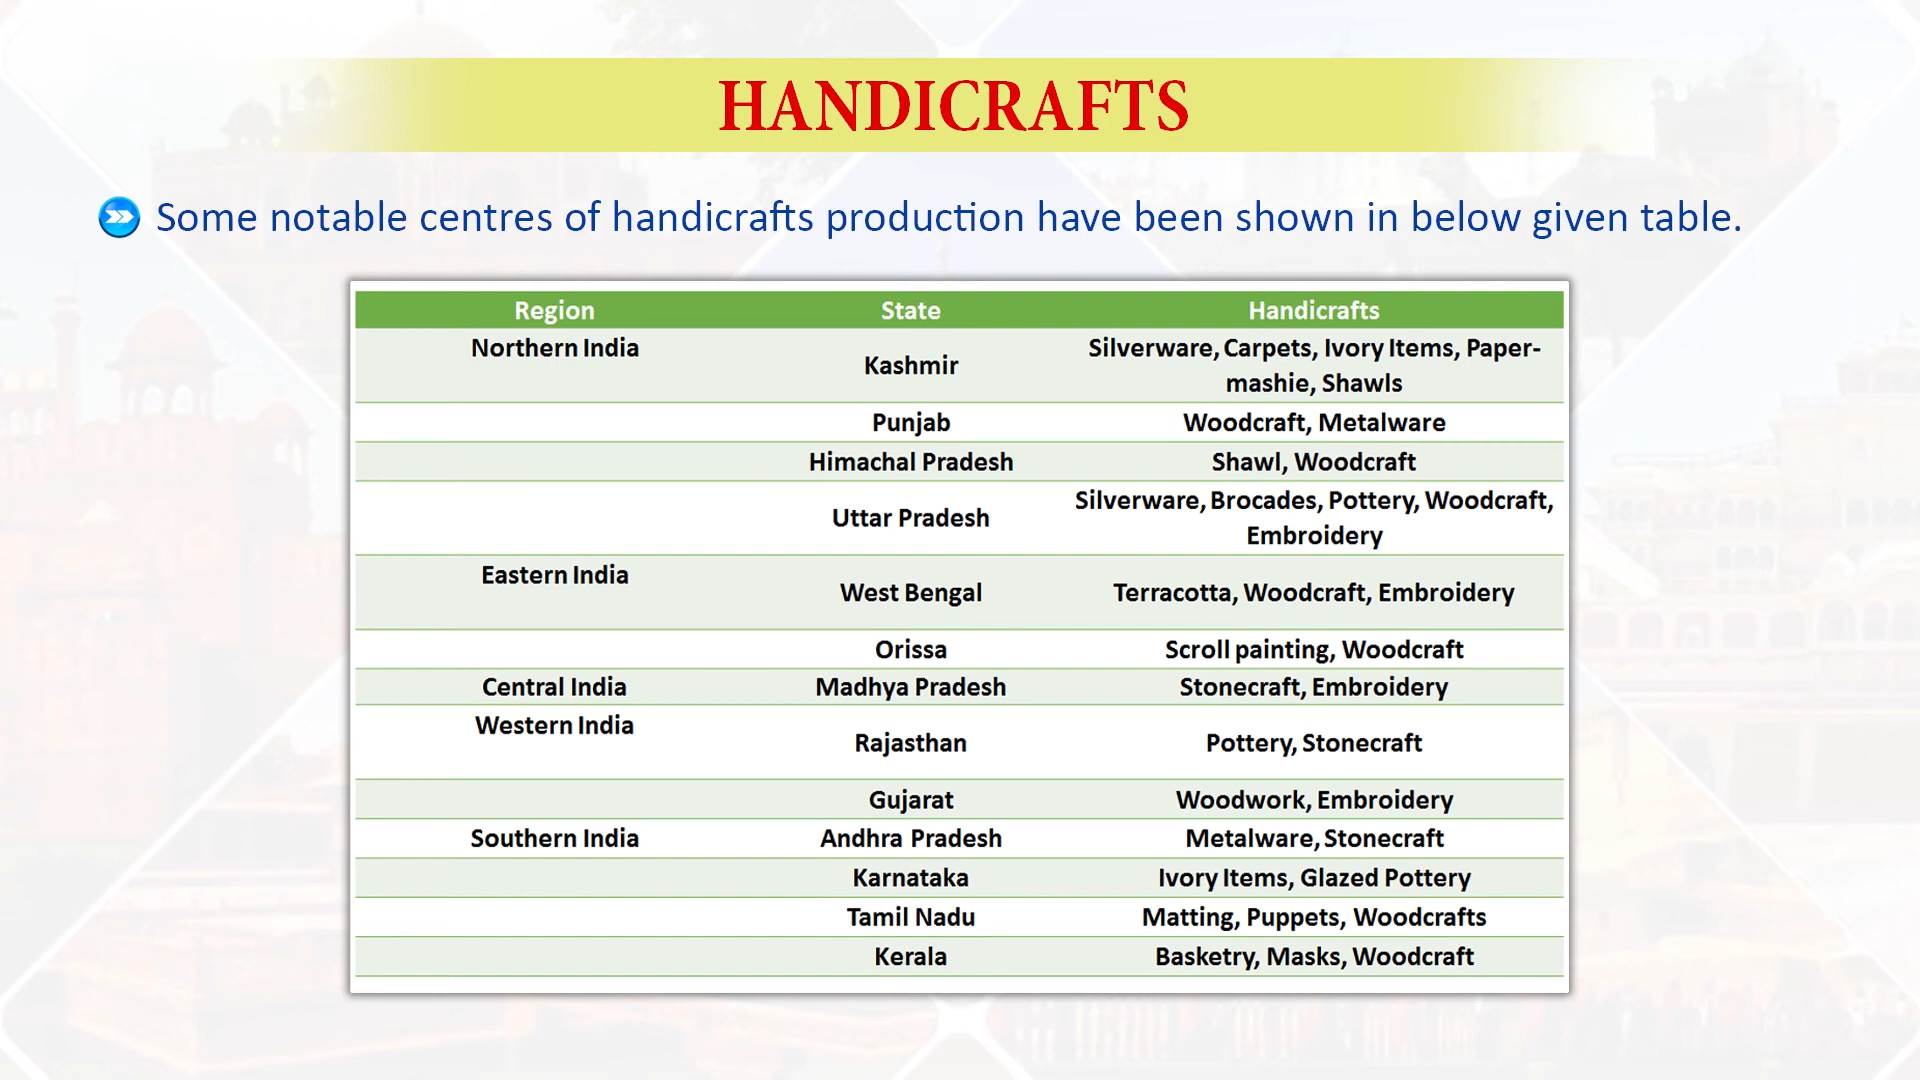 HANDICRAFTS
Some notable centres of handicrafts production have been shown in below given table.
Region State Handicrafts
Northern India Kashmir Silverware, Carpets, Ivory Items, Paper-
mashie, Shawls
Punjab Woodcraft, Metalware
Himachal Pradesh Shawl, Woodcraft
Uttar Pradesh Silverware, Brocades, Pottery, Woodcraft,
Embroidery
Eastern India West Bengal Terracotta, Woodcraft, Embroidery
Orissa Scroll painting, Woodcraft
Central India Madhya Pradesh Stonecraft, Embroidery
Western India Rajasthan Pottery, Stonecraft
Gujarat Woodwork, Embroidery
Southern India Andhra Pradesh Metalware, Stonecraft
Karnataka Ivory Items, Glazed Pottery
Tamil Nadu Matting, Puppets, Woodcrafts
Kerala Basketry, Masks, Woodcraft